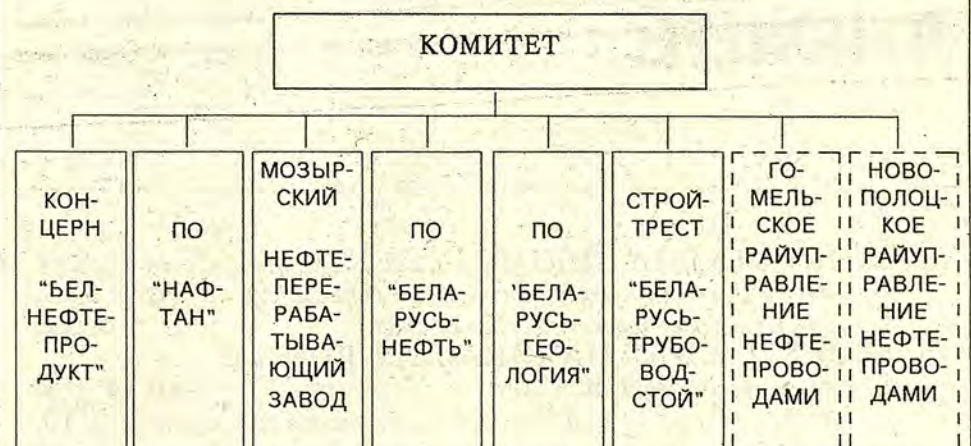 КОМИТЕТ
КОН-
ЦЕРН
"БЕЛ-
НЕФТЕ-
ПРО-
ДУКТ"
ПО
"НАФ-
ТАН"
МОЗЫР-
СКИЙ
НЕФТЕ-
ПЕРЕ-
РАБА-
ТЫВА-
ЮЩИЙ
ЗАВОД
ПО
"БЕЛА-
РУСЬ-
НЕФТЬ"
ПО
'БЕЛА-
РУСЬ-
ГЕО-
ЛОГИЯ"
СТРОЙ-
ТРЕСТ
"БЕЛА-
РУСЬ-
ТРУБО-
ВОД-
СТОЙ"
ГО-
МЕЛЬ-
СКОЕ
РАЙУП-
РАВЛЕ-
НИЕ
НЕФТЕ-
ПРОВО-
ДАМИ
НОВО-
ПОЛОЦ-
КОЕ
РАЙУП-
РАВЛЕ-
НИЕ
НЕФТЕ-
ПРОВО-
ДАМИ